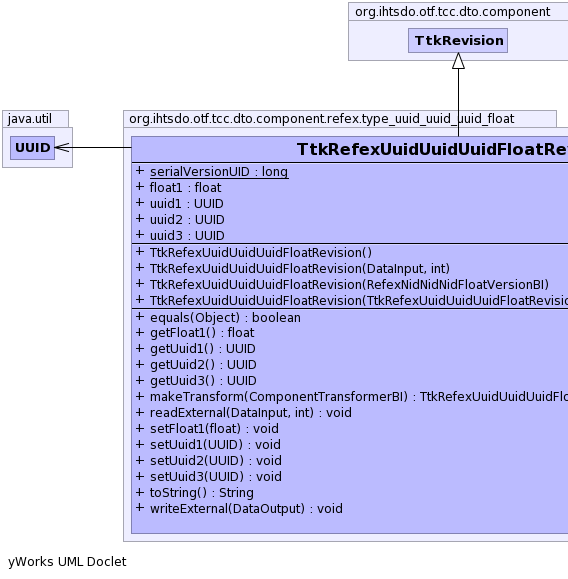 org.ihtsdo.otf.tcc.dto.component
TtkRevision
java.util
UUID
org.ihtsdo.otf.tcc.dto.component.refex.type_uuid_uuid_uuid_float
TtkRefexUuidUuidUuidFloatRe
+ serialVersionUID : long
+ float1 : float
+ uuid1 : UUID
+ uuid2 : UUID
+ uuid3 : UUID
+ TtkRefexUuidUuidUuidFloatRevision()
+ TtkRefexUuidUuidUuidFloatRevision(DataInput, int)
+ TtkRefexUuidUuidUuidFloatRevision(RefexNidNidNidFloatVersionBI)
+ TtkRefexUuidUuidUuidFloatRevision(TtkRefexUuidUuidUuidFloatRevisio
+ equals(Object) : boolean
+ getFloat1() : float
+ getUuid1() : UUID
+ getUuid2() : UUID
+ getUuid3() : UUID
+ makeTransform(ComponentTransformerBI) : TtkRefexUuidUuidUuidFlo
+ readExternal(DataInput, int) : void
+ setFloat1(float) : void
+ setUuid1(UUID) : void
+ setUuid2(UUID) : void
+ setUuid3(UUID) : void
+ toString() : String
+ writeExternal(DataOutput) : void
yWorks UML Doclet